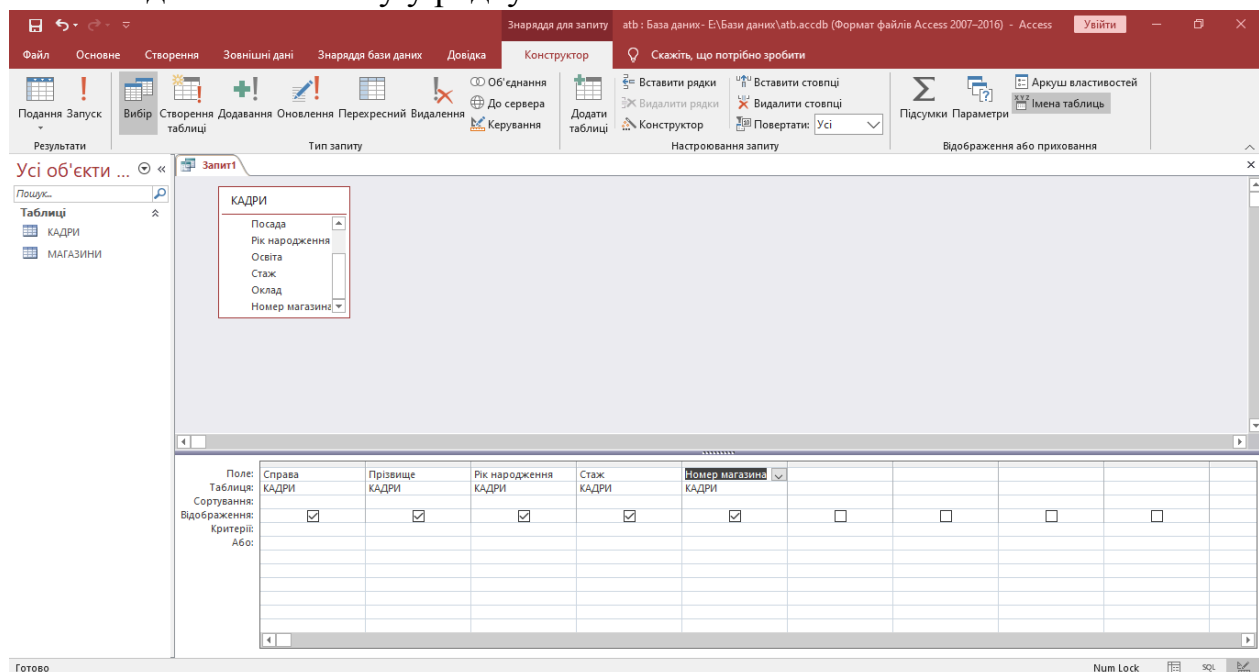 Знаряддя для запиту
atb : База даних- E:\Бази даних\atb.accdb (Формат файлів Access 2007–2016) - Access
Увійти
Файл Основне Створення Зовнішні дані Знаряддя бази даних Довідка Конструктор Скажіть, що потрібно зробити
Подання Запуск
Результати
Вибір Створення таблиці Додавання Оновлення Перехресний Видалення
Об'єднання
До сервера
Керування
Тип запиту
Додати таблиці
Вставити рядки
Видалити рядки
Конструктор
Вставити стовпці
Видалити стовпці
Повертати: Усі
Настроювання запиту
Підсумки Параметри
Аркуш властивостей
Імена таблиць
XYZ
Відображення або приховання
Усі об'єкти ...
Пошук...
Таблиці
КАДРИ
МАГАЗИНИ
Запит1
КАДРИ
Посада
Рік народження
Освіта
Стаж
Оклад
Номер магазина
Поле: Справа Прізвище Рік народження Стаж Номер магазина
Таблиця: КАДРИ КАДРИ КАДРИ КАДРИ КАДРИ
Сортування:
Відображення:
Критерії:
Або:
Готово
Num Lock
SQL